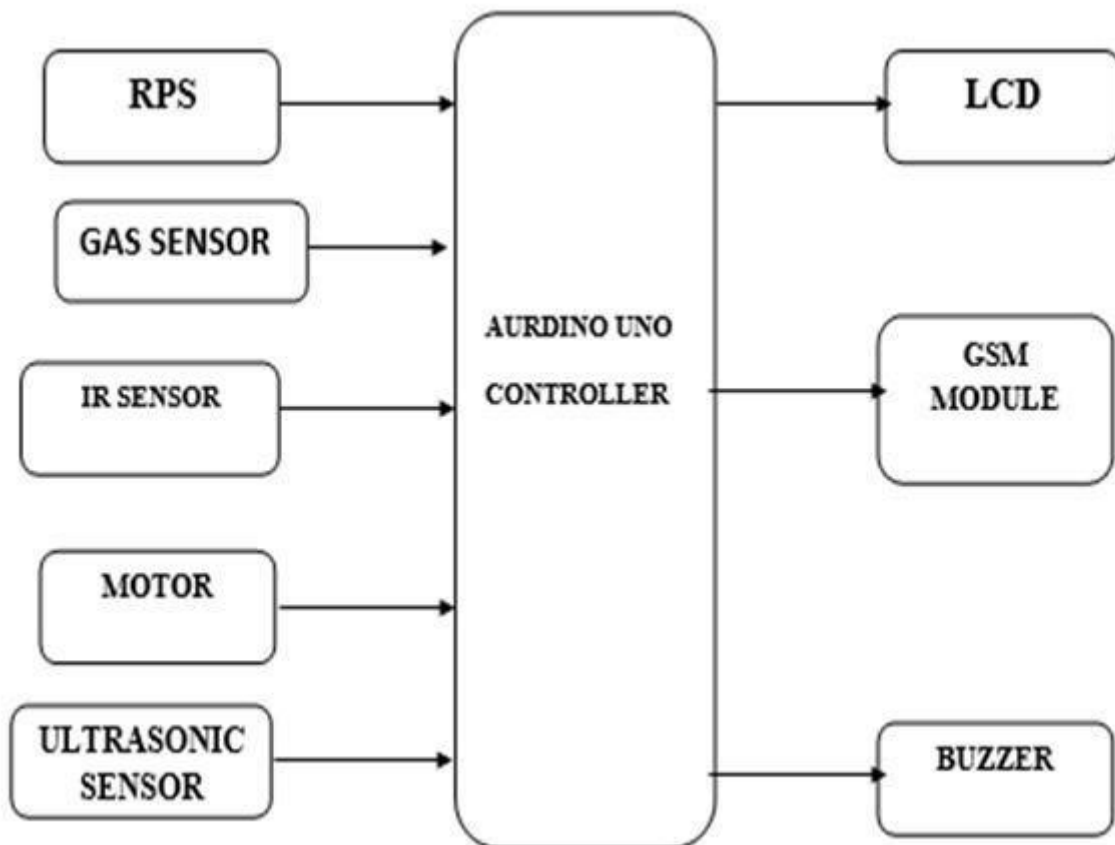 RPS
GAS SENSOR
IR SENSOR
MOTOR
ULTRASONIC
SENSOR
AURDINO UNO
CONTROLLER
LCD
GSM
MODULE
BUZZER